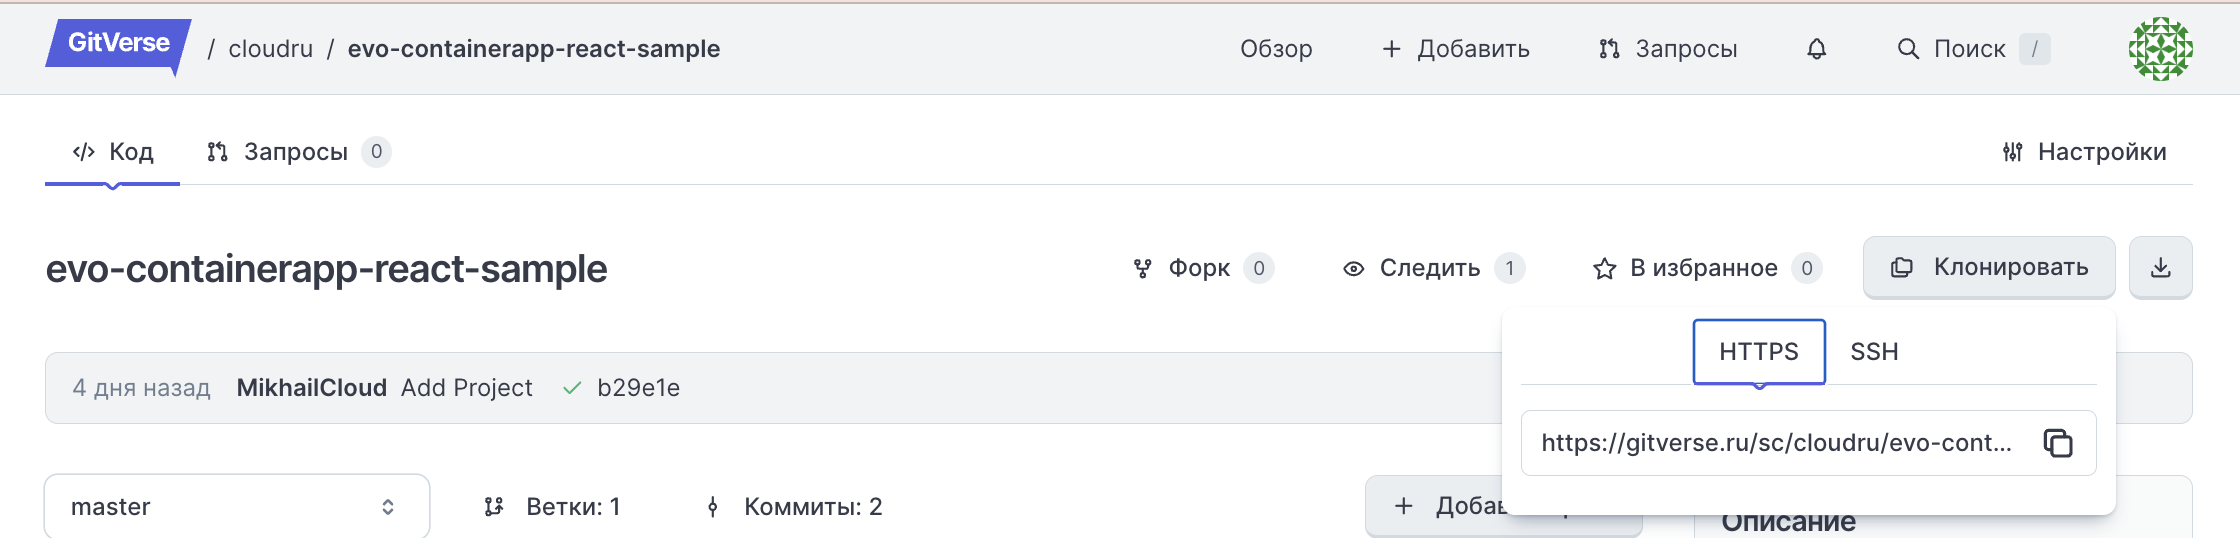 GitVerse / cloudru / evo-containerapp-react-sample Обзор + Добавить Запросы Поиск /
</> Код Запросы 0 Настройки
evo-containerapp-react-sample Форк 0 Следить 1 В избранное 0 Клонировать
HTTPS SSH
4 дня назад MikhailCloud Add Project b29e1e
https://gitverse.ru/sc/cloudru/evo-cont...
master Ветки: 1 Коммиты: 2 +
Описание